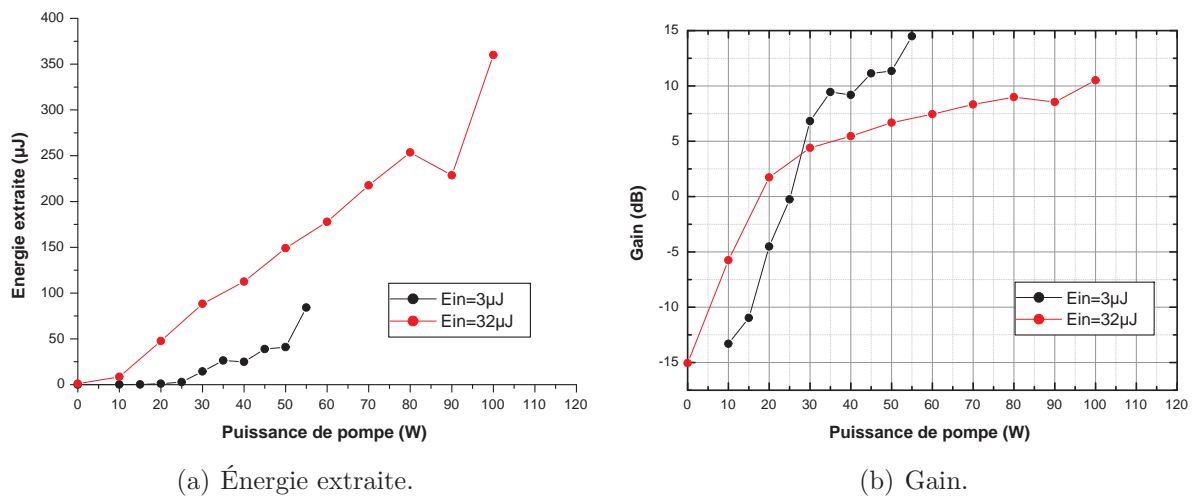 400
350
300
250
200
150
100
50
0
Energie extraite (µJ)
0 10 20 30 40 50 60 70 80 90 100 110 120
Puissance de pompe (W)
Ein=3µJ
Ein=32µJ
(a) Énergie extraite.
15
10
5
0
-5
-10
-15
Gain (dB)
0 10 20 30 40 50 60 70 80 90 100 110 120
Puissance de pompe (W)
Ein=3µJ
Ein=32µJ
(b) Gain.